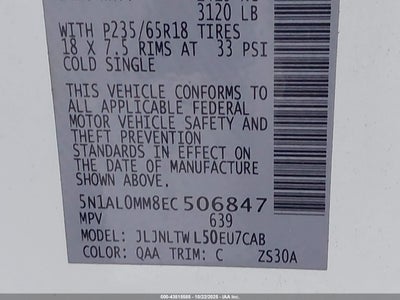 3120 LB
WITH P235/65R18 TIRES
18 X 7.5 RIMS AT 33 PSI
COLD SINGLE
THIS VEHICLE CONFORMS TO
ALL APPLICABLE FEDERAL
MOTOR VEHICLE SAFETY AND
THEFT PREVENTION
STANDARDS IN EFFECT ON
THE DATE OF MANUFACTURE
SHOWN ABOVE.
5N1AL0MM8EC506847
MPV 639
MODEL: JLJNLTWL50EU7CAB
COLOR: QAA TRIM: C ZS30A